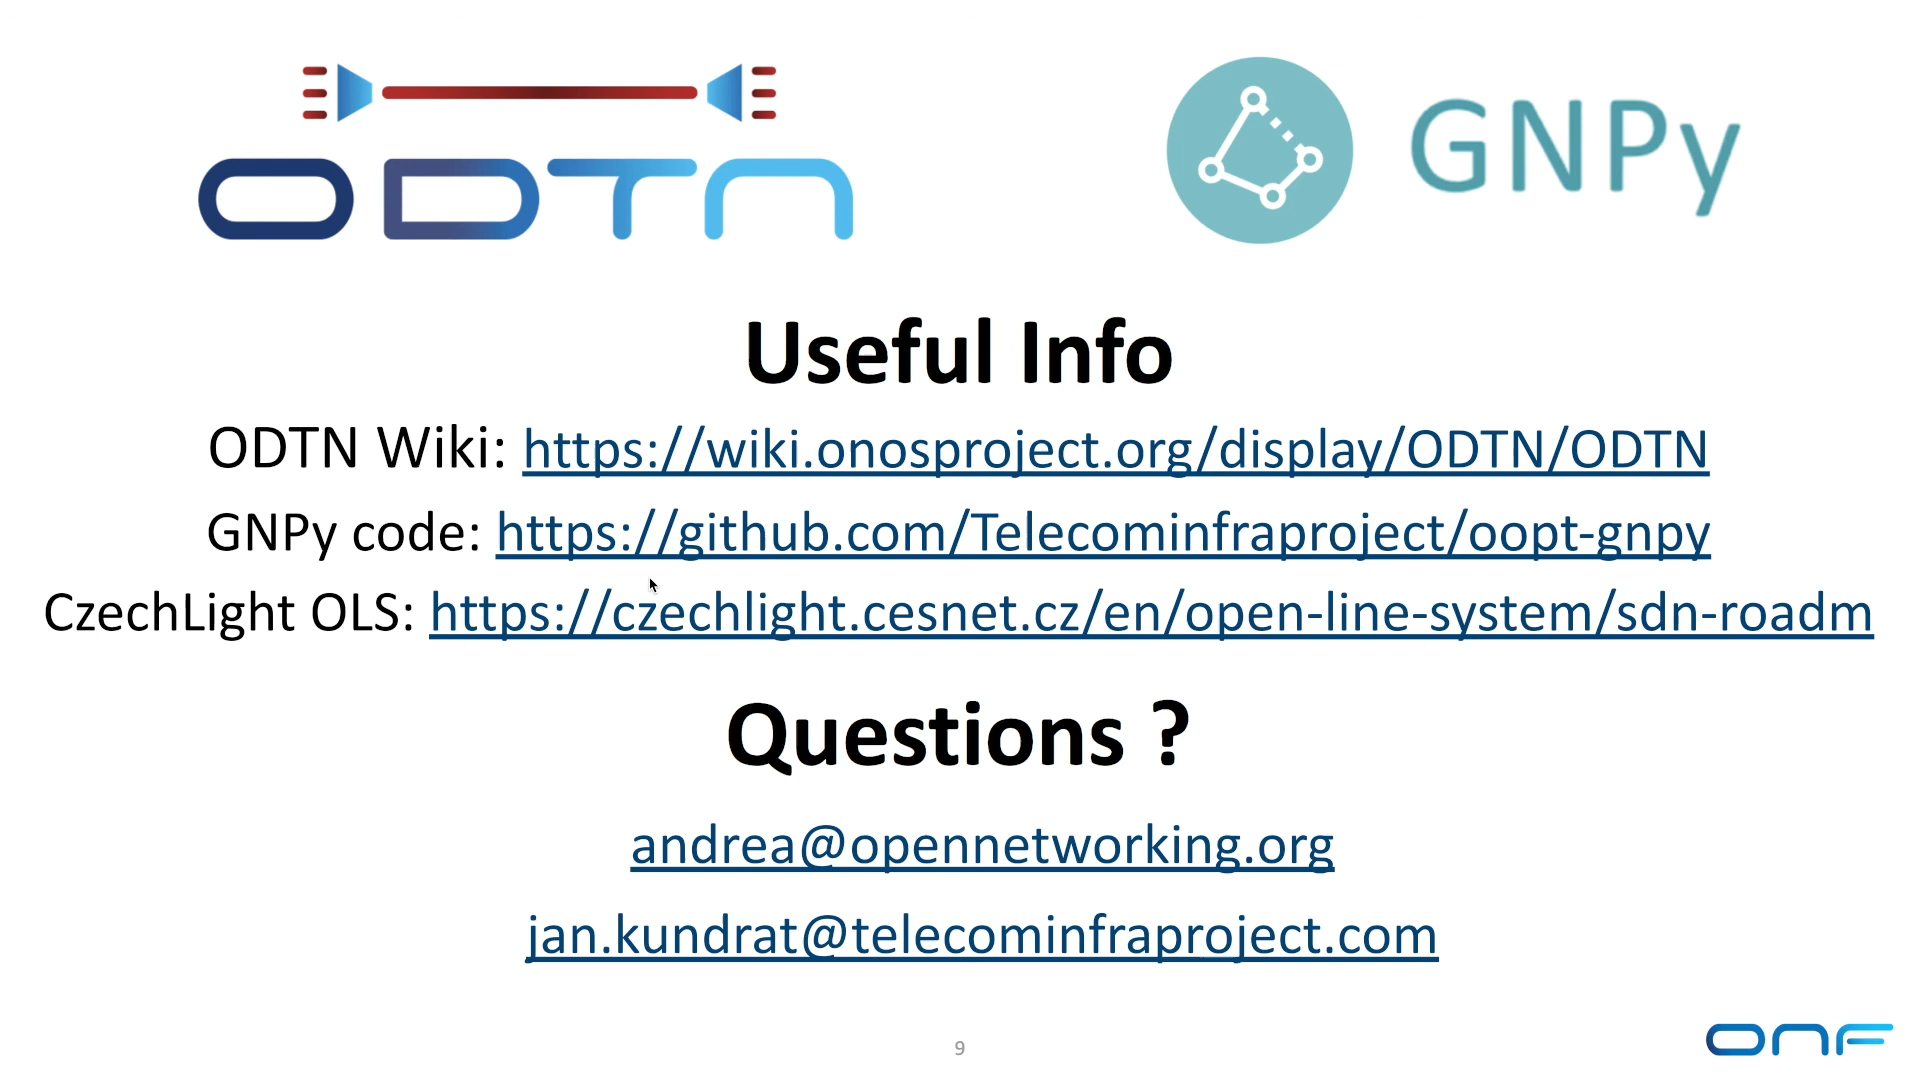 ODTN
GNPy
Useful Info
ODTN Wiki: https://wiki.onosproject.org/display/ODTN/ODTN
GNPy code: https://github.com/Telecominfraproject/oopt-gnpy
CzechLight OLS: https://czechlight.cesnet.cz/en/open-line-system/sdn-roadm
Questions ?
andrea@opennetworking.org
jan.kundrat@telecominfraproject.com
9
ONF